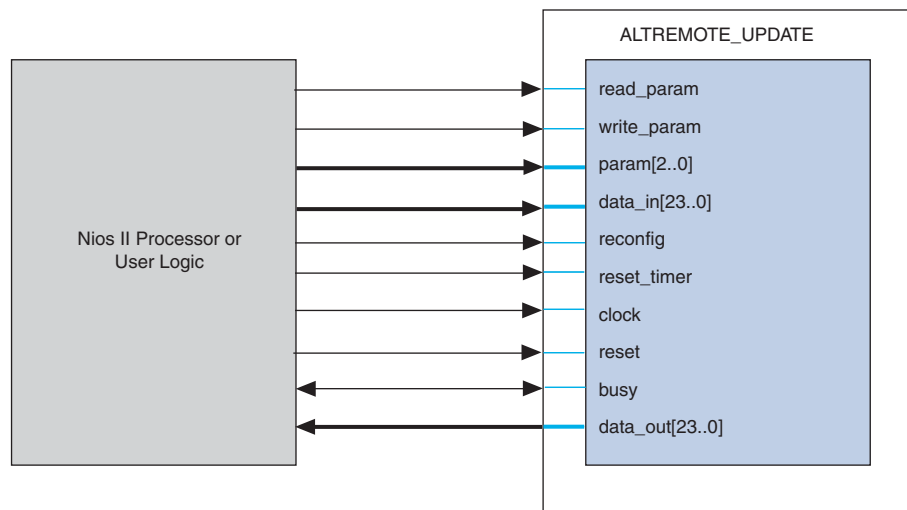 ALTREMOTE_UPDATE
Nios II Processor or
User Logic
read_param
write_param
param[2..0]
data_in[23..0]
reconfig
reset_timer
clock
reset
busy
data_out[23..0]